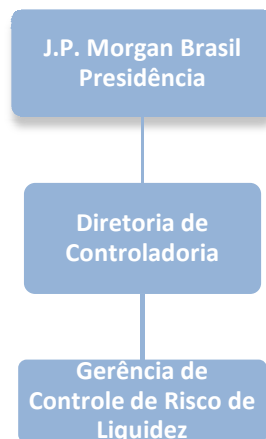 J.P. Morgan Brasil
Presidência
Diretoria de
Controladoria
Gerência de
Controle de Risco de
Liquidez